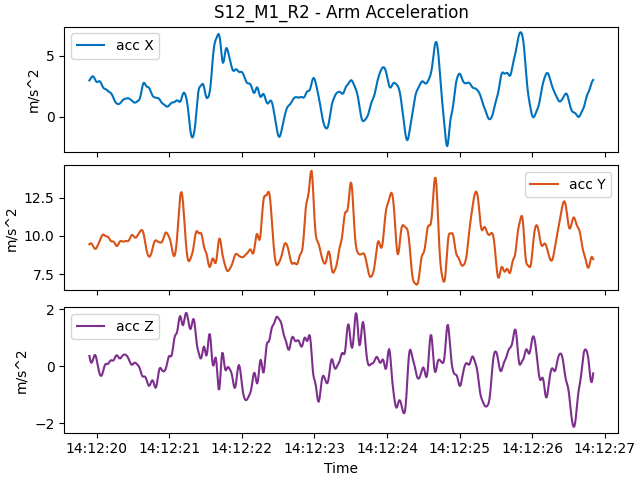 S12_M1_R2 - Arm Acceleration
acc X
m/s^2
5
0
acc Y
m/s^2
12.5
10.0
7.5
acc Z
m/s^2
2
0
−2
14:12:20 14:12:21 14:12:22 14:12:23 14:12:24 14:12:25 14:12:26 14:12:27
Time